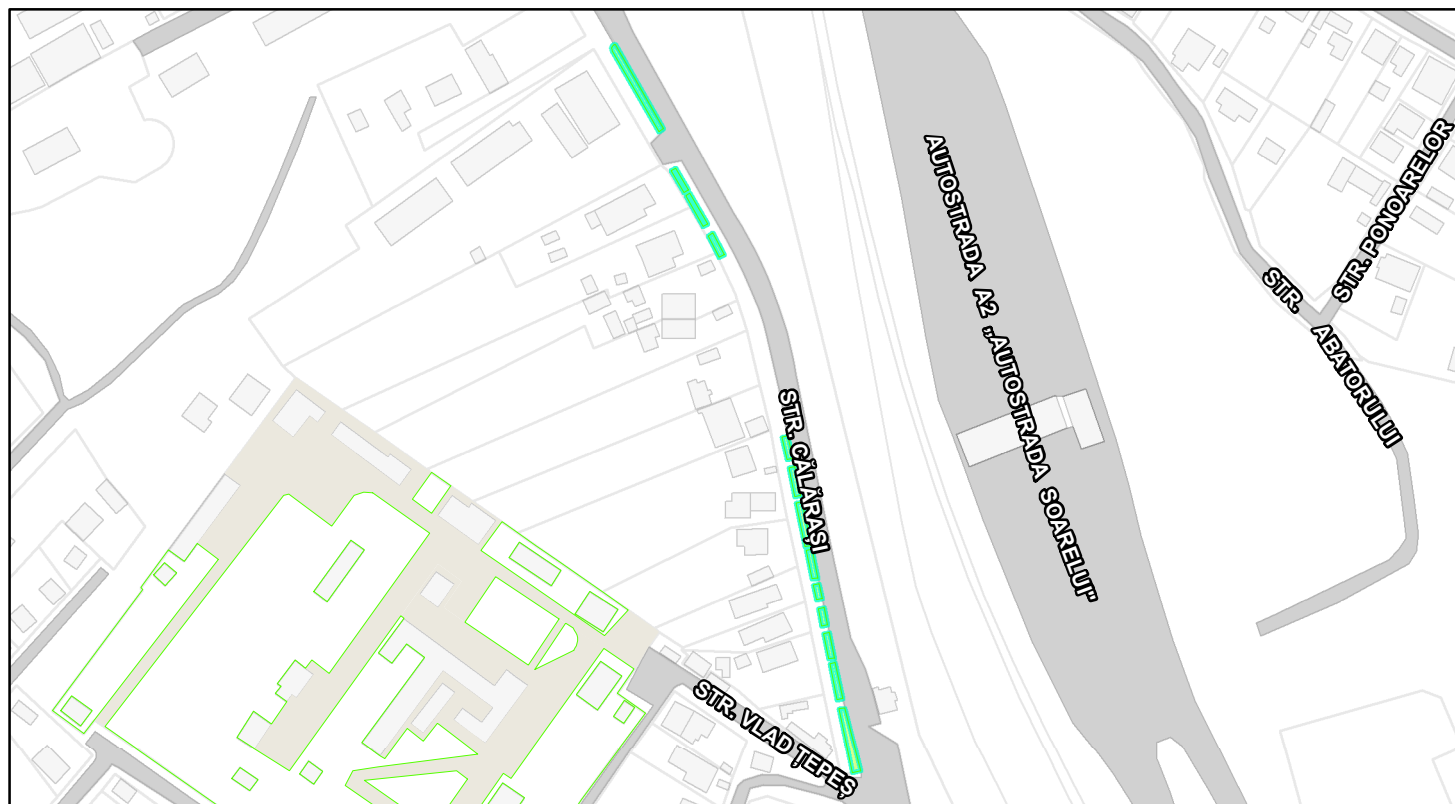 AUTOSTRADA A2 „AUTOSTRADA SOARELUI”
STR. PONOARELOR
STR. ABATORULUI
STR. CĂLĂRAȘI
STR. VLAD ȚEPEȘ